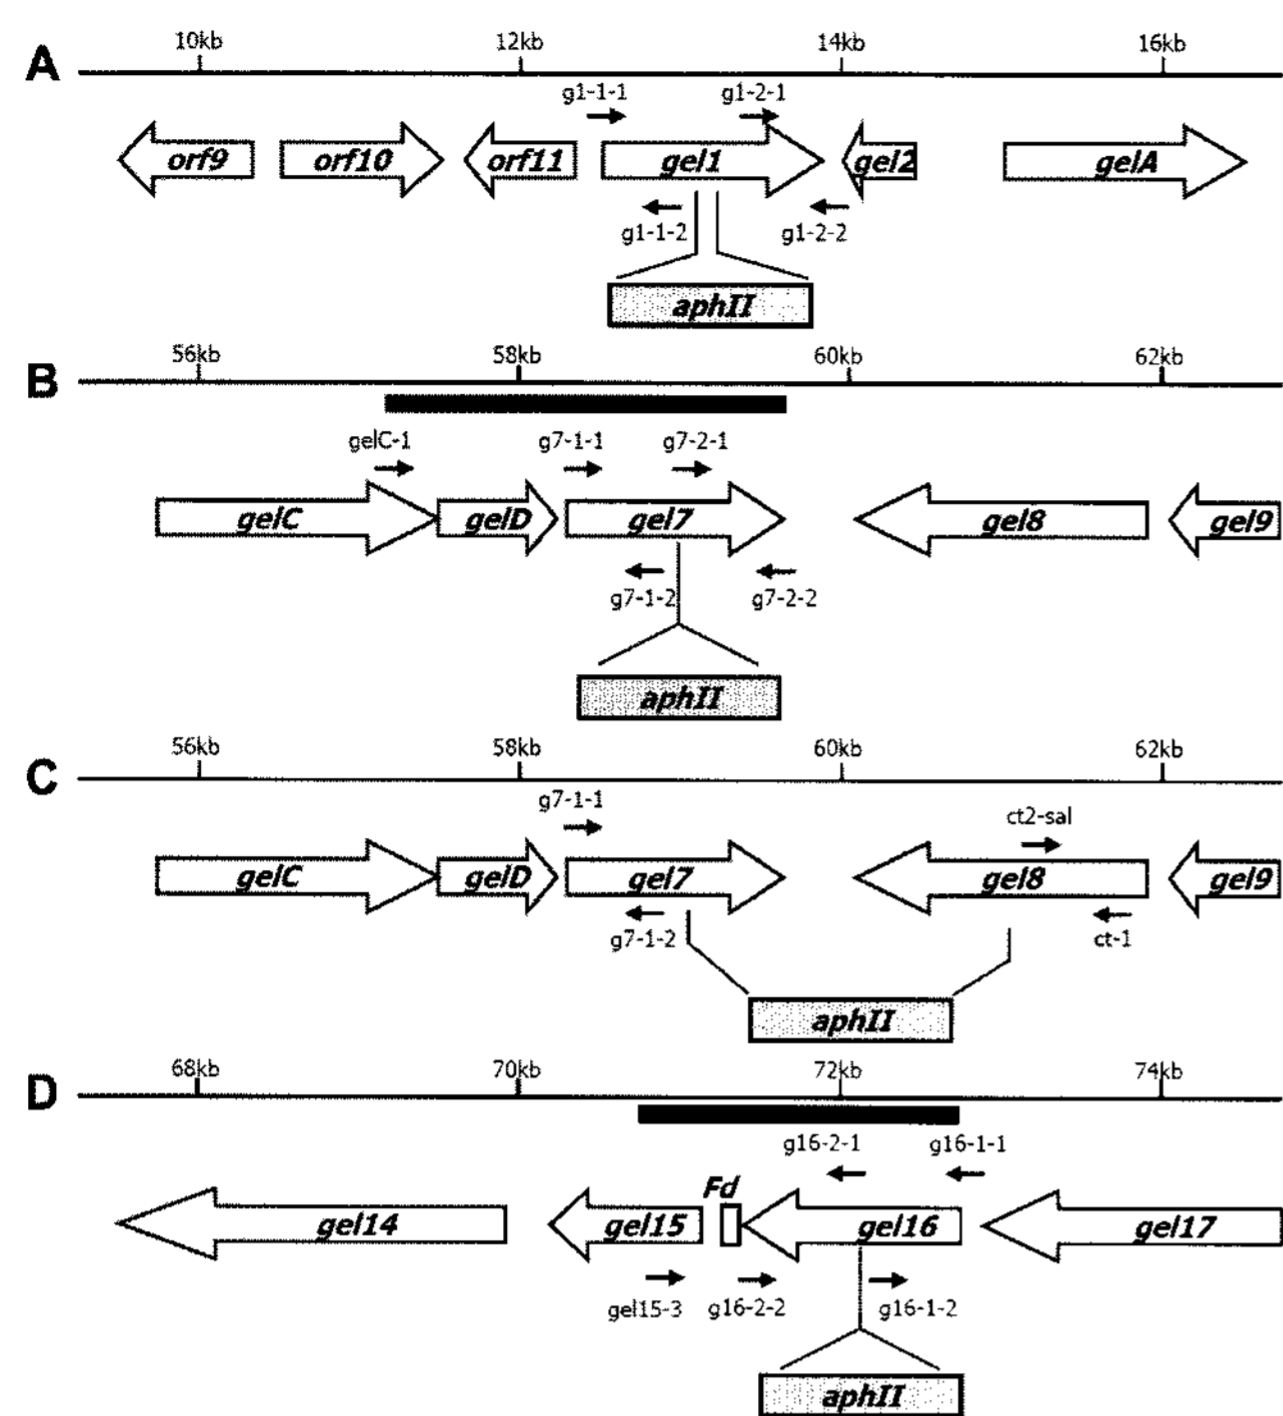 A
10kb 12kb 14kb 16kb
g1-1-1 g1-2-1
orf9 orf10 orf11 gel1 gel2 gelA
g1-1-2 g1-2-2
aphII
B
56kb 58kb 60kb 62kb
gelC-1 g7-1-1 g7-2-1
gelC gelD gel7 gel8 gel9
g7-1-2 g7-2-2
aphII
C
56kb 58kb 60kb 62kb
g7-1-1 ct2-sal
gelC gelD gel7 gel8 gel9
g7-1-2 ct-1
aphII
D
68kb 70kb 72kb 74kb
g16-2-1 g16-1-1
Fd
gel14 gel15 gel16 gel17
gel15-3 g16-2-2 g16-1-2
aphII